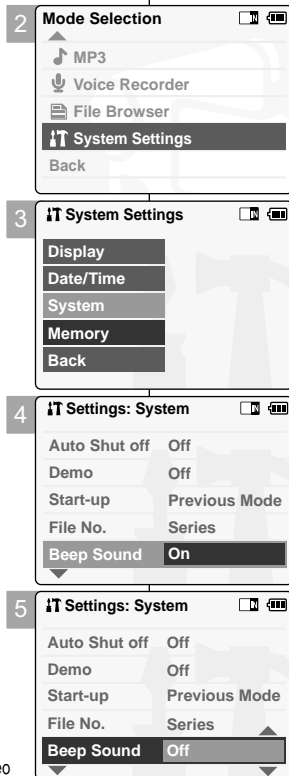 2
Mode Selection N
MP3
Voice Recorder
File Browser
System Settings
Back
3
System Settings N
Display
Date/Time
System
Memory
Back
4
Settings: System N
Auto Shut off Off
Demo Off
Start-up Previous Mode
File No. Series
Beep Sound On
5
Settings: System N
Auto Shut off Off
Demo Off
Start-up Previous Mode
File No. Series
Beep Sound Off
eo